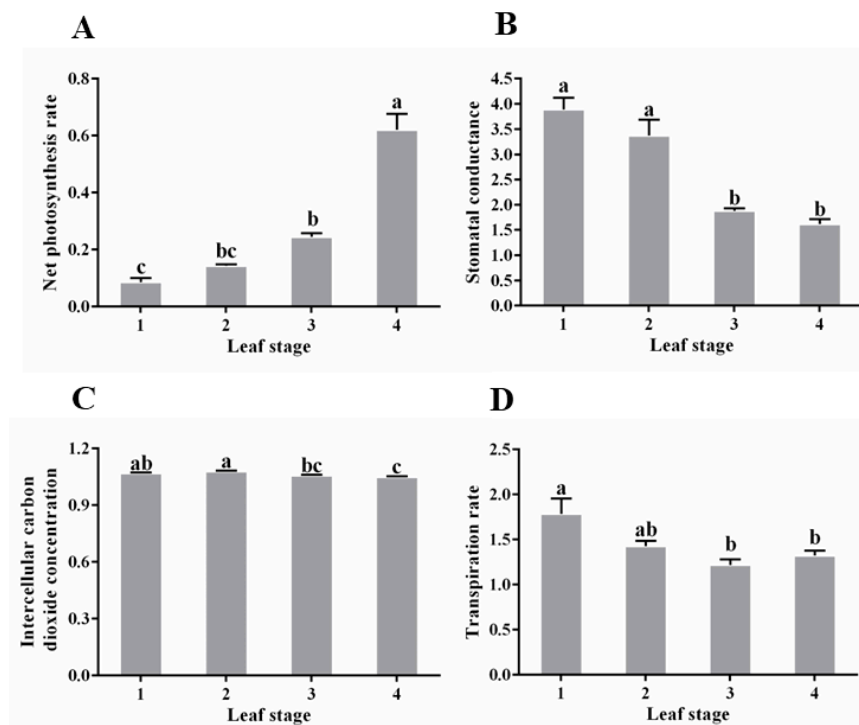 A
Net photosynthesis rate
0.8
0.6
0.4
0.2
0.0
c
bc
b
a
1 2 3 4
Leaf stage
B
Stomatal conductance
4.5
4.0
3.5
3.0
2.5
2.0
1.5
1.0
0.5
0.0
a
a
b
b
1 2 3 4
Leaf stage
C
Intercellular carbon
dioxide concentration
1.2
0.9
0.6
0.3
0.0
ab
a
bc
c
1 2 3 4
Leaf stage
D
Transpiration rate
2.5
2.0
1.5
1.0
0.5
0.0
a
ab
b
b
1 2 3 4
Leaf stage